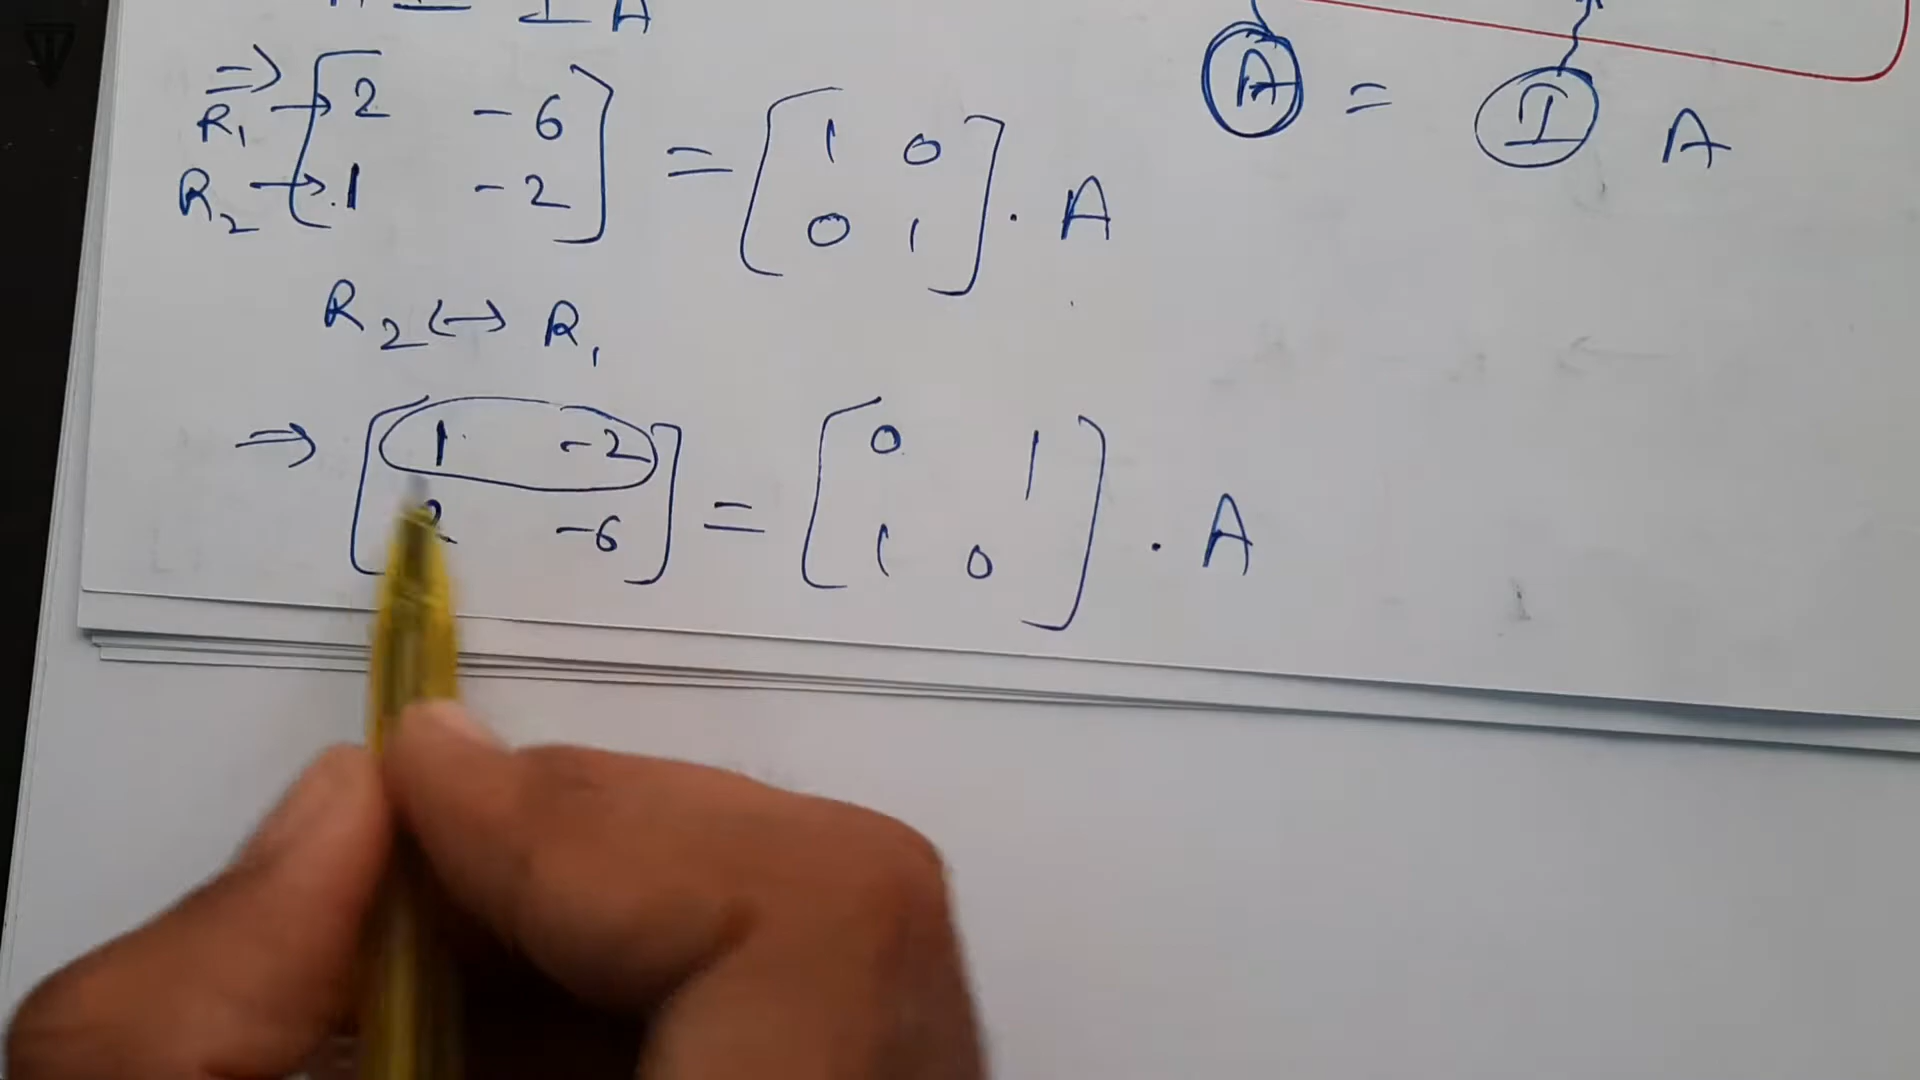 = I A
A = I A
⇒
R₁ → [2 -6] = [1 0]
R₂ → [1 -2] [0 1] . A
R₂ ↔ R₁
⇒ [1 -2] = [0 1]
[2 -6] [1 0] . A